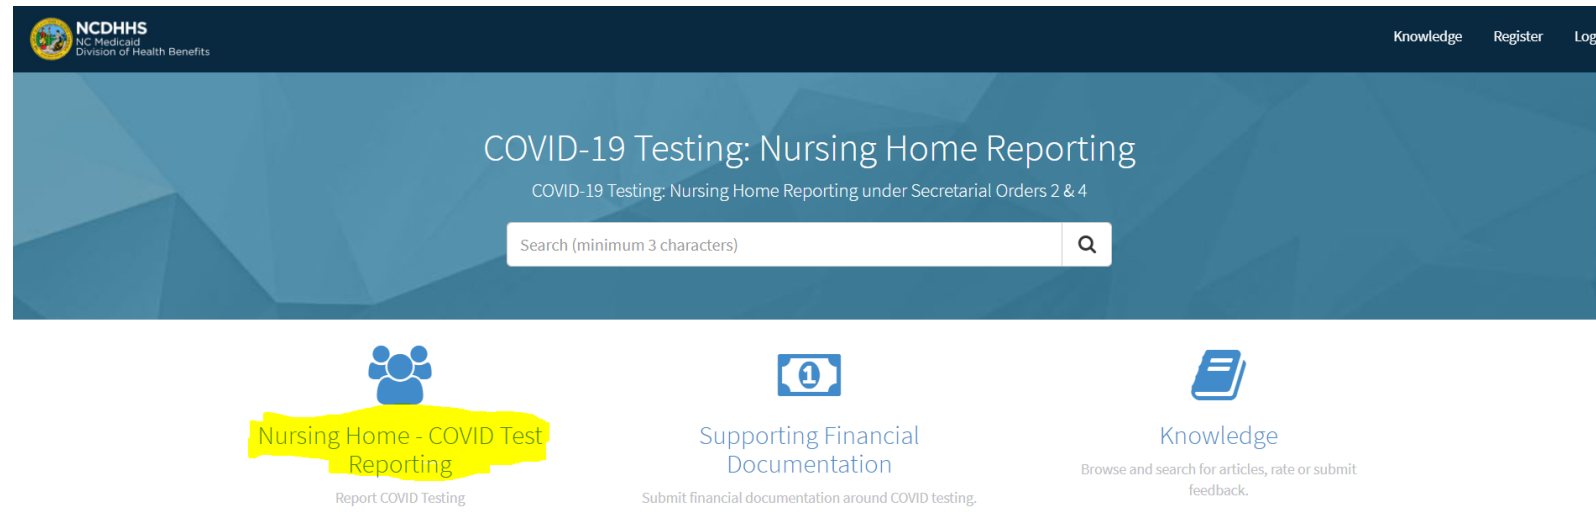 NCDHHS
NC Medicaid
Division of Health Benefits
Knowledge Register Log
COVID-19 Testing: Nursing Home Reporting
COVID-19 Testing: Nursing Home Reporting under Secretarial Orders 2 & 4
Search (minimum 3 characters)
1
Nursing Home - COVID Test
Reporting
Report COVID Testing
Supporting Financial
Documentation
Submit financial documentation around COVID testing.
Knowledge
Browse and search for articles, rate or submit
feedback.